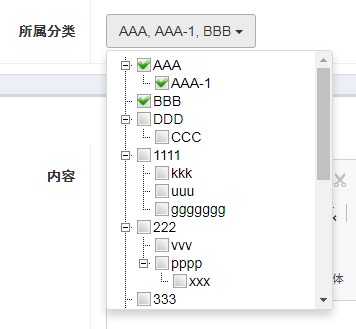 所属分类
AAA, AAA-1, BBB
AAA
AAA-1
BBB
DDD
CCC
1111
kkk
uuu
ggggggg
222
vvv
pppp
xxx
333
内容
体